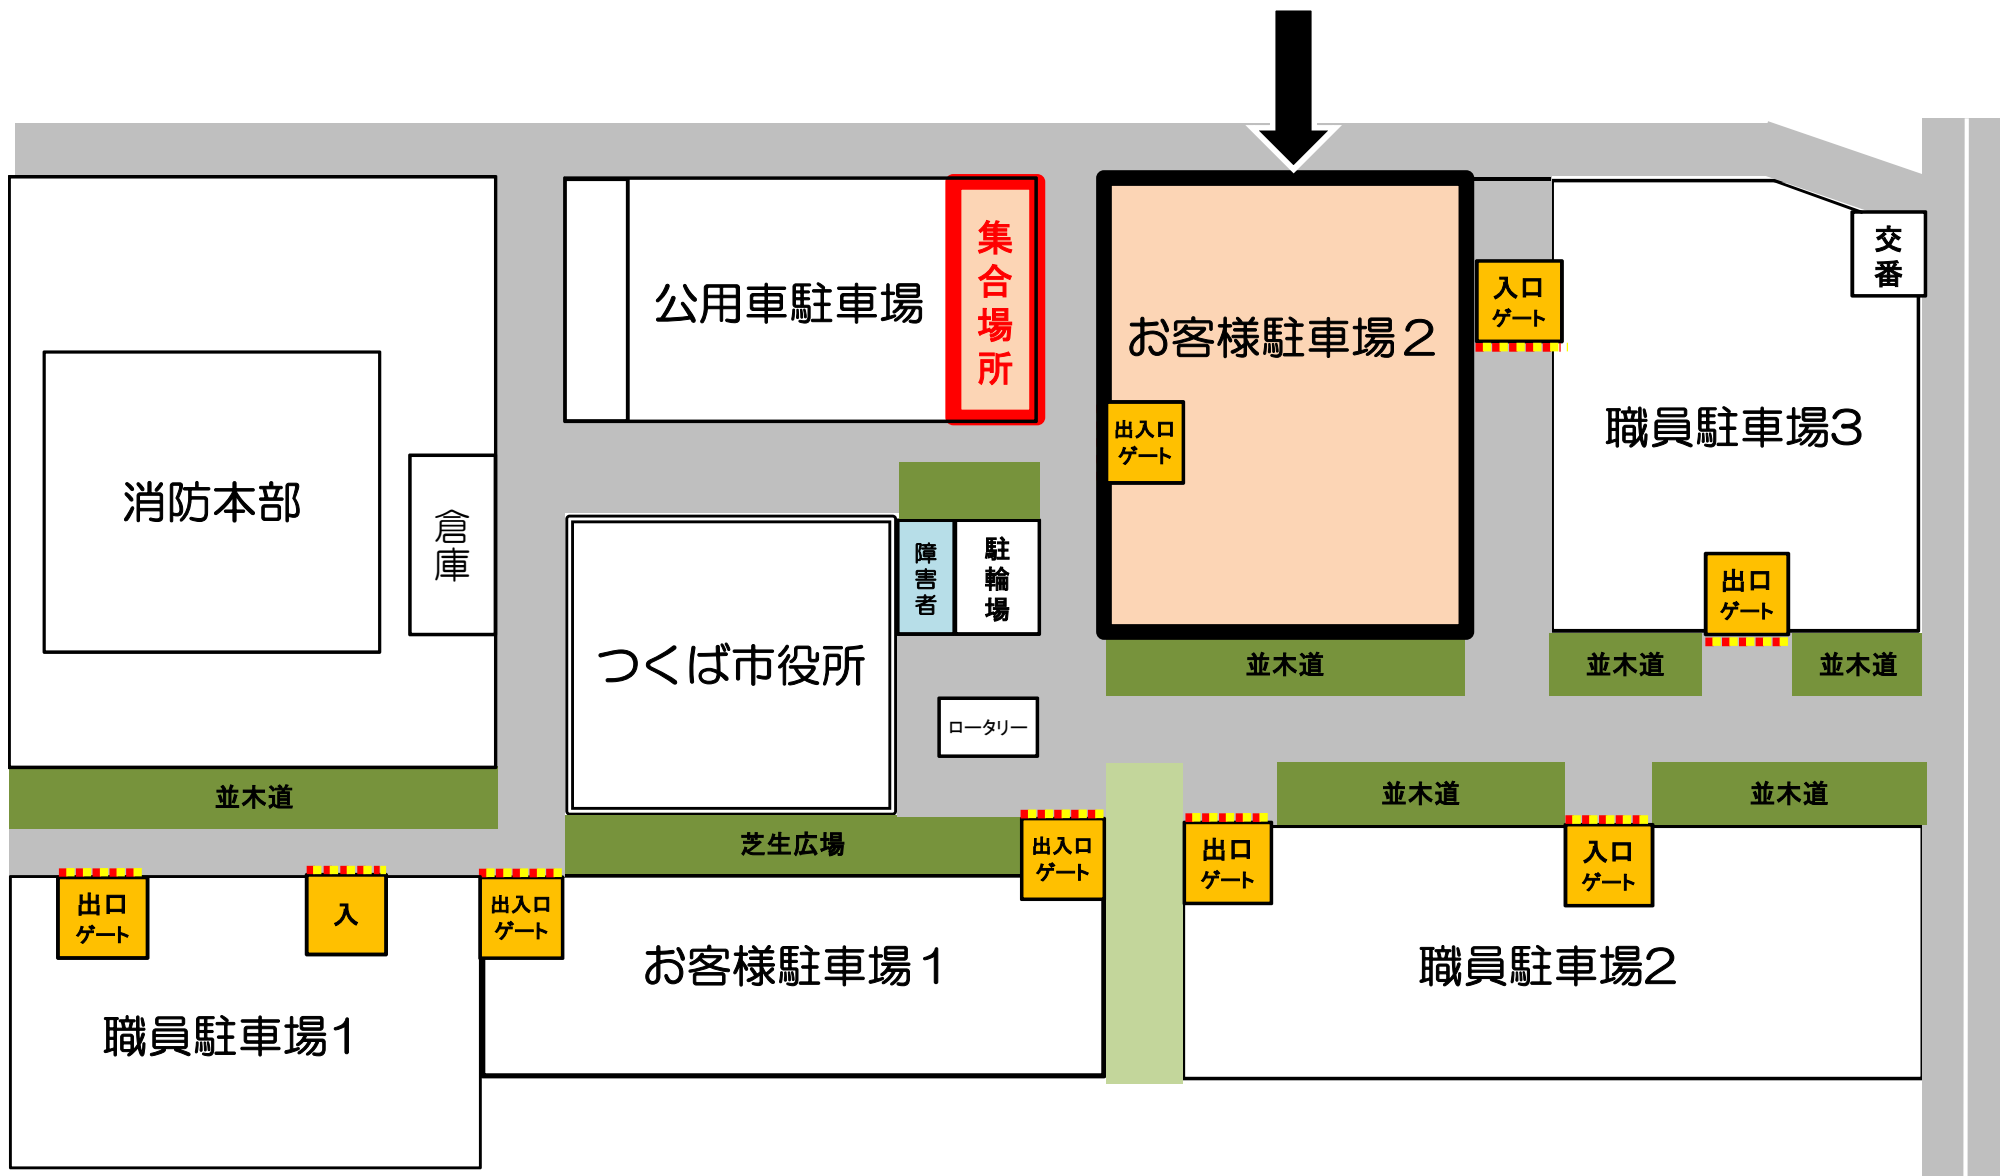 集合場所
公用車駐車場
お客様駐車場２
交番
入口
ゲート
出入口
ゲート
職員駐車場3
消防本部
倉庫
障害者
駐輪場
出口
ゲート
つくば市役所
並木道
並木道
並木道
ロータリー
並木道
並木道
並木道
芝生広場
出入口
ゲート
出口
ゲート
入口
ゲート
出口
ゲート
入
出入口
ゲート
お客様駐車場１
職員駐車場2
職員駐車場1